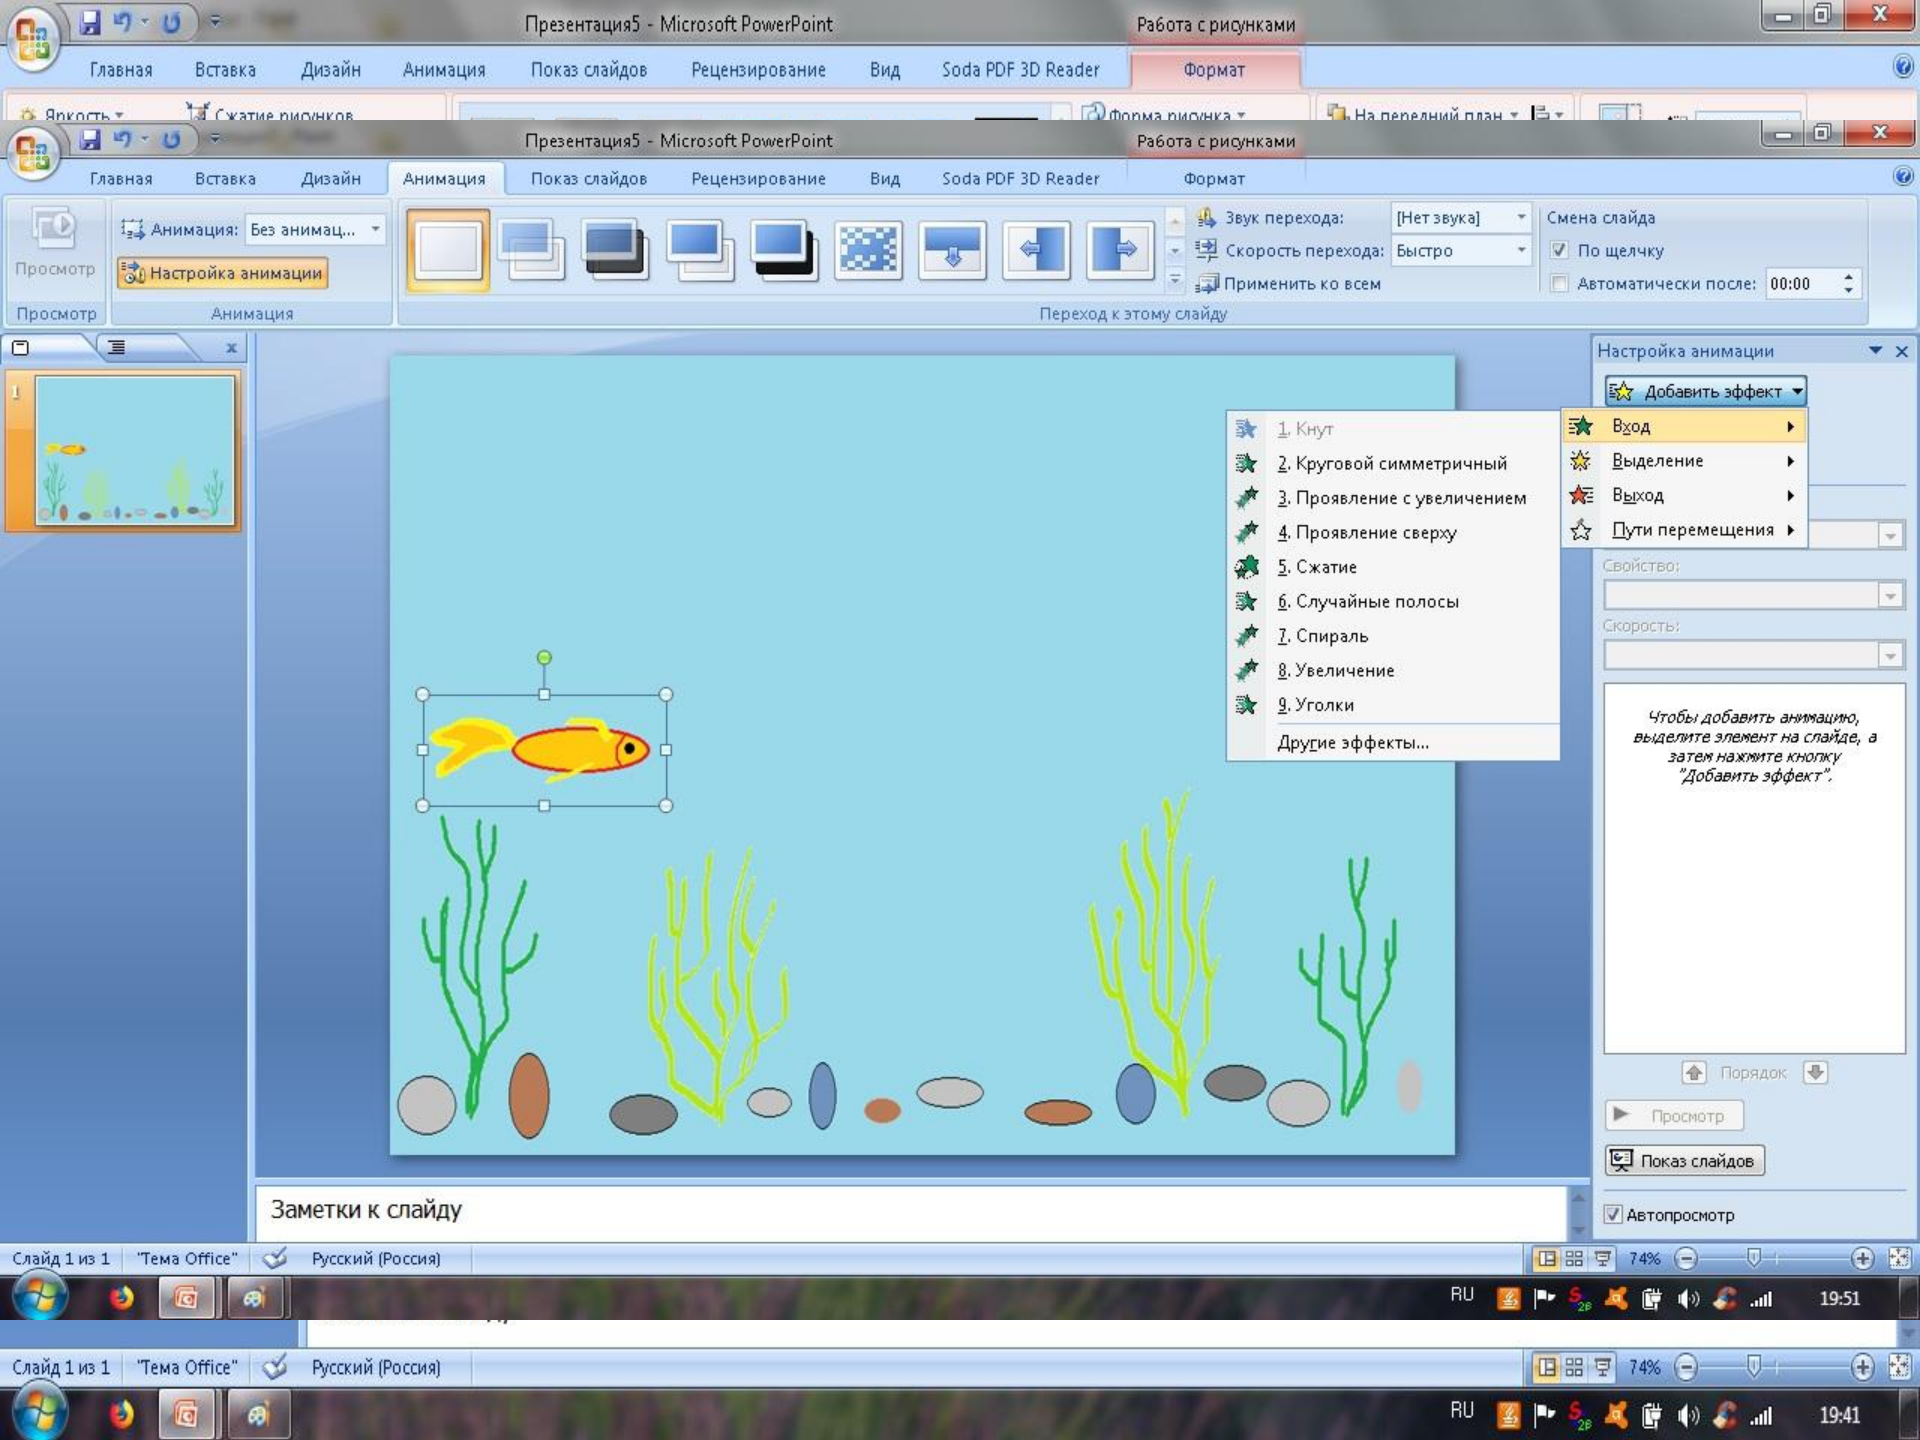 Презентация5 - Microsoft PowerPoint
Работа с рисунками
Главная Вставка Дизайн Анимация Показ слайдов Рецензирование Вид Soda PDF 3D Reader Формат
Яркость Сжатие рисунков Форма рисунка На передний план
Презентация5 - Microsoft PowerPoint
Работа с рисунками
Главная Вставка Дизайн Анимация Показ слайдов Рецензирование Вид Soda PDF 3D Reader Формат
Просмотр
Анимация: Без анимац...
Настройка анимации
Просмотр
Анимация
Звук перехода: [Нет звука]
Скорость перехода: Быстро
Применить ко всем
Смена слайда
По щелчку
Автоматически после: 00:00
Переход к этому слайду
1
Настройка анимации
Добавить эффект
Вход
Выделение
Выход
Пути перемещения
1. Кнут
2. Круговой симметричный
3. Проявление с увеличением
4. Проявление сверху
5. Сжатие
6. Случайные полосы
7. Спираль
8. Увеличение
9. Уголки
Другие эффекты...
Свойство:
Скорость:
Чтобы добавить анимацию,
выделите элемент на слайде, а
затем нажмите кнопку
"Добавить эффект".
Порядок
Просмотр
Показ слайдов
Автопросмотр
Заметки к слайду
Слайд 1 из 1 "Тема Office" Русский (Россия) 74%
RU 19:51
Слайд 1 из 1 "Тема Office" Русский (Россия) 74%
RU 19:41